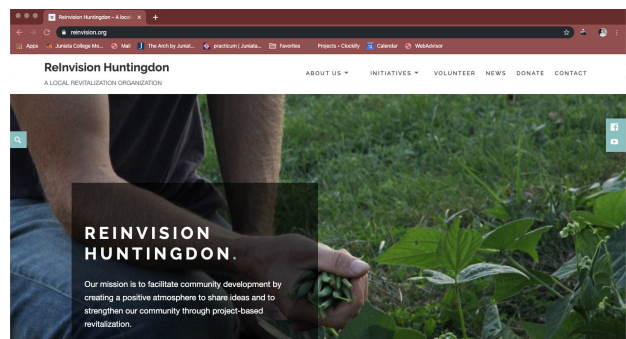 ReInvision Huntingdon – A local
reinvision.org
Apps
Juniata College Mo...
Mail
The Arch by Juniat...
practicum ( Juniata...
Favorites
Projects • Clockify
Calendar
WebAdvisor
ReInvision Huntingdon
A LOCAL REVITALIZATION ORGANIZATION
ABOUT US INITIATIVES VOLUNTEER NEWS DONATE CONTACT
REINVISION
HUNTINGDON.
Our mission is to facilitate community development by
creating a positive atmosphere to share ideas and to
strengthen our community through project-based
revitalization.